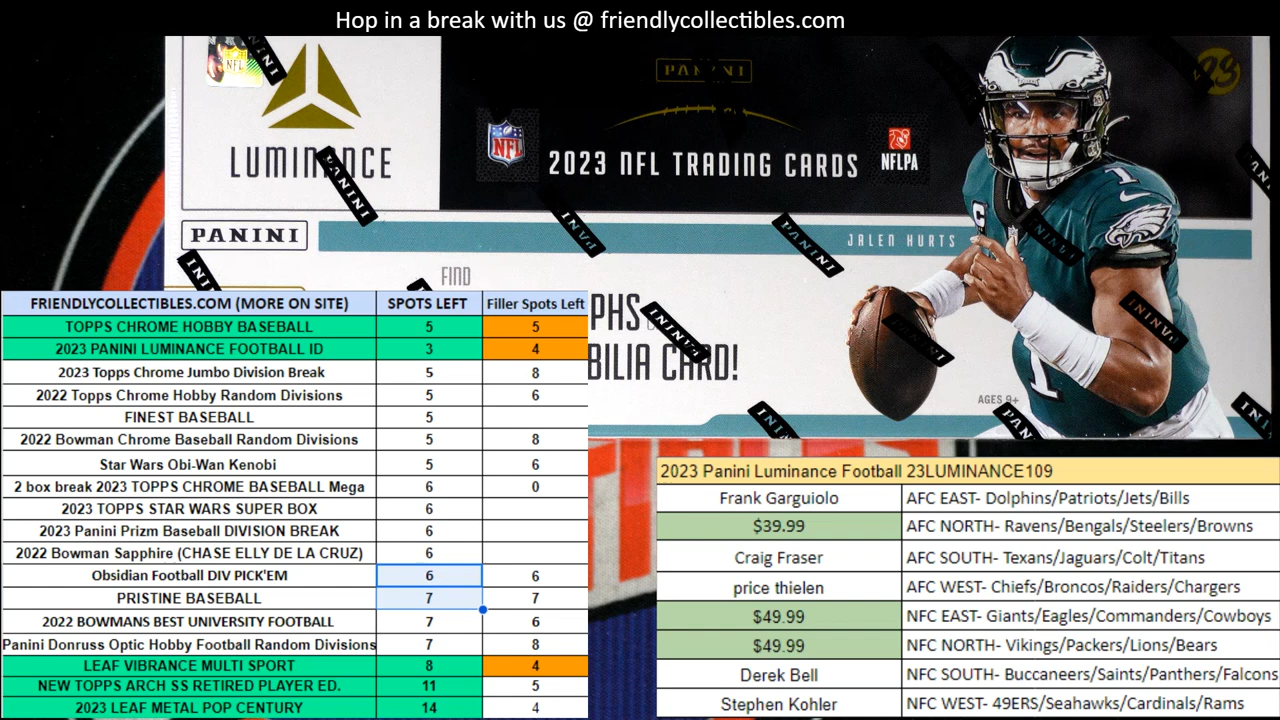 Hop in a break with us @ friendlycollectibles.com
NFL
PANINI
23
LUMINANCE
NFL
2023 NFL TRADING CARDS
NFLPA
PANINI
JALEN HURTS
1
C
FIND
PHS
BILIA CARD!
AGES 9+
PANINI
PANINI
PANINI
PANINI
PANINI
FRIENDLYCOLLECTIBLES.COM (MORE ON SITE) SPOTS LEFT Filler Spots Left
TOPPS CHROME HOBBY BASEBALL 5 5
2023 PANINI LUMINANCE FOOTBALL ID 3 4
2023 Topps Chrome Jumbo Division Break 5 8
2022 Topps Chrome Hobby Random Divisions 5 6
FINEST BASEBALL 5
2022 Bowman Chrome Baseball Random Divisions 5 8
Star Wars Obi-Wan Kenobi 5 6
2 box break 2023 TOPPS CHROME BASEBALL Mega 6 0
2023 TOPPS STAR WARS SUPER BOX 6
2023 Panini Prizm Baseball DIVISION BREAK 6
2022 Bowman Sapphire (CHASE ELLY DE LA CRUZ) 6
Obsidian Football DIV PICK'EM 6 6
PRISTINE BASEBALL 7 7
2022 BOWMANS BEST UNIVERSITY FOOTBALL 7 6
Panini Donruss Optic Hobby Football Random Divisions 7 8
LEAF VIBRANCE MULTI SPORT 8 4
NEW TOPPS ARCH SS RETIRED PLAYER ED. 11 5
2023 LEAF METAL POP CENTURY 14 4
2023 Panini Luminance Football 23LUMINANCE109
Frank Garguiolo AFC EAST- Dolphins/Patriots/Jets/Bills
$39.99 AFC NORTH- Ravens/Bengals/Steelers/Browns
Craig Fraser AFC SOUTH- Texans/Jaguars/Colt/Titans
price thielen AFC WEST- Chiefs/Broncos/Raiders/Chargers
$49.99 NFC EAST- Giants/Eagles/Commanders/Cowboys
$49.99 NFC NORTH- Vikings/Packers/Lions/Bears
Derek Bell NFC SOUTH- Buccaneers/Saints/Panthers/Falcons
Stephen Kohler NFC WEST- 49ERS/Seahawks/Cardinals/Rams